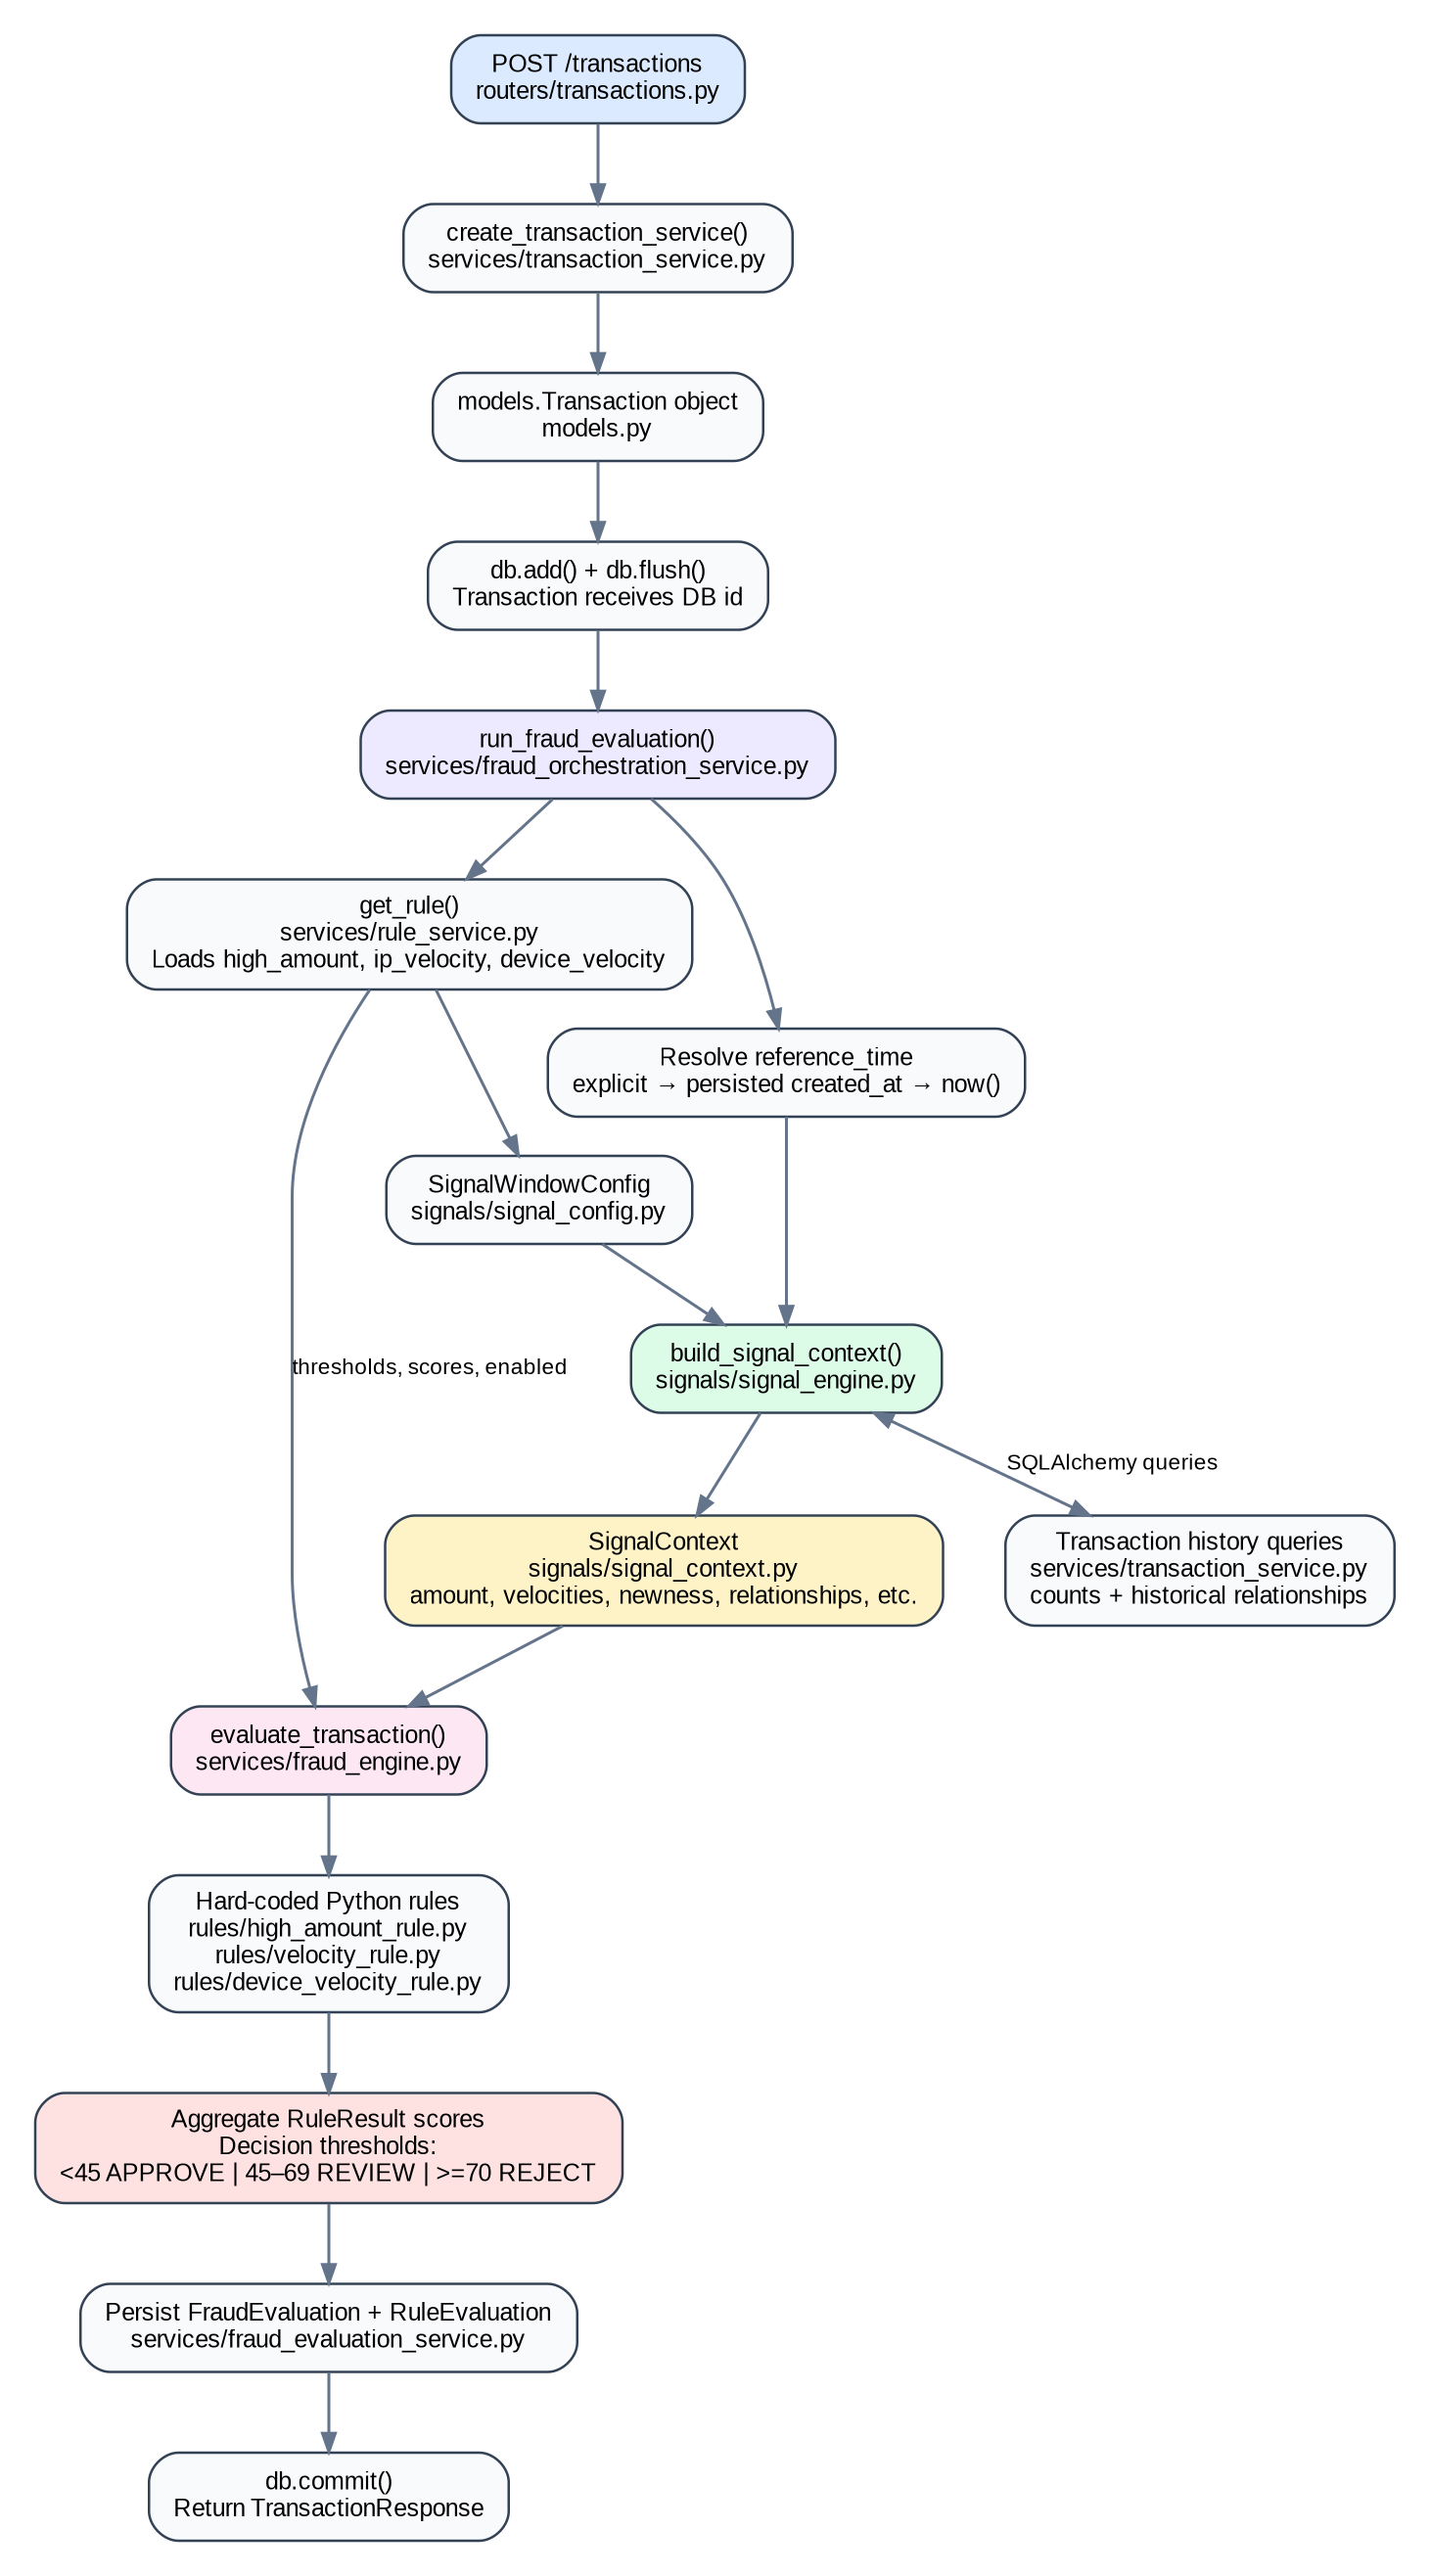 POST /transactions
routers/transactions.py
create_transaction_service()
services/transaction_service.py
models.Transaction object
models.py
db.add() + db.flush()
Transaction receives DB id
run_fraud_evaluation()
services/fraud_orchestration_service.py
get_rule()
services/rule_service.py
Loads high_amount, ip_velocity, device_velocity
Resolve reference_time
explicit → persisted created_at → now()
SignalWindowConfig
signals/signal_config.py
build_signal_context()
signals/signal_engine.py
thresholds, scores, enabled
SQLAlchemy queries
SignalContext
signals/signal_context.py
amount, velocities, newness, relationships, etc.
Transaction history queries
services/transaction_service.py
counts + historical relationships
evaluate_transaction()
services/fraud_engine.py
Hard-coded Python rules
rules/high_amount_rule.py
rules/velocity_rule.py
rules/device_velocity_rule.py
Aggregate RuleResult scores
Decision thresholds:
<45 APPROVE | 45–69 REVIEW | >=70 REJECT
Persist FraudEvaluation + RuleEvaluation
services/fraud_evaluation_service.py
db.commit()
Return TransactionResponse